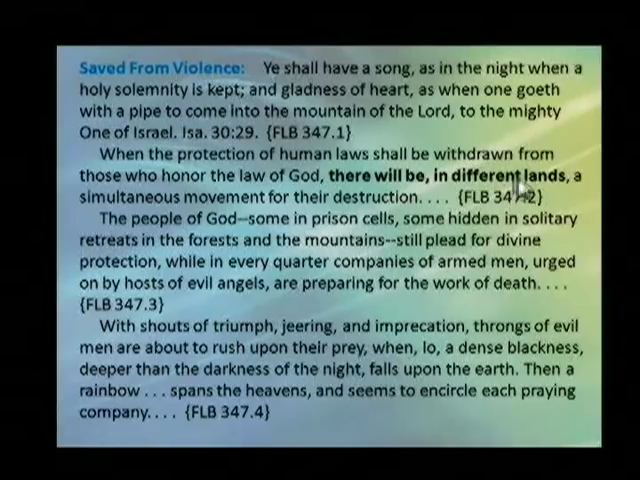 Saved From Violence: Ye shall have a song, as in the night when a
holy solemnity is kept; and gladness of heart, as when one goeth
with a pipe to come into the mountain of the Lord, to the mighty
One of Israel. Isa. 30:29. {FLB 347.1}
When the protection of human laws shall be withdrawn from
those who honor the law of God, there will be, in different lands, a
simultaneous movement for their destruction. . . . {FLB 347.2}
The people of God--some in prison cells, some hidden in solitary
retreats in the forests and the mountains--still plead for divine
protection, while in every quarter companies of armed men, urged
on by hosts of evil angels, are preparing for the work of death. . . .
{FLB 347.3}
With shouts of triumph, jeering, and imprecation, throngs of evil
men are about to rush upon their prey, when, lo, a dense blackness,
deeper than the darkness of the night, falls upon the earth. Then a
rainbow . . . spans the heavens, and seems to encircle each praying
company. . . . {FLB 347.4}